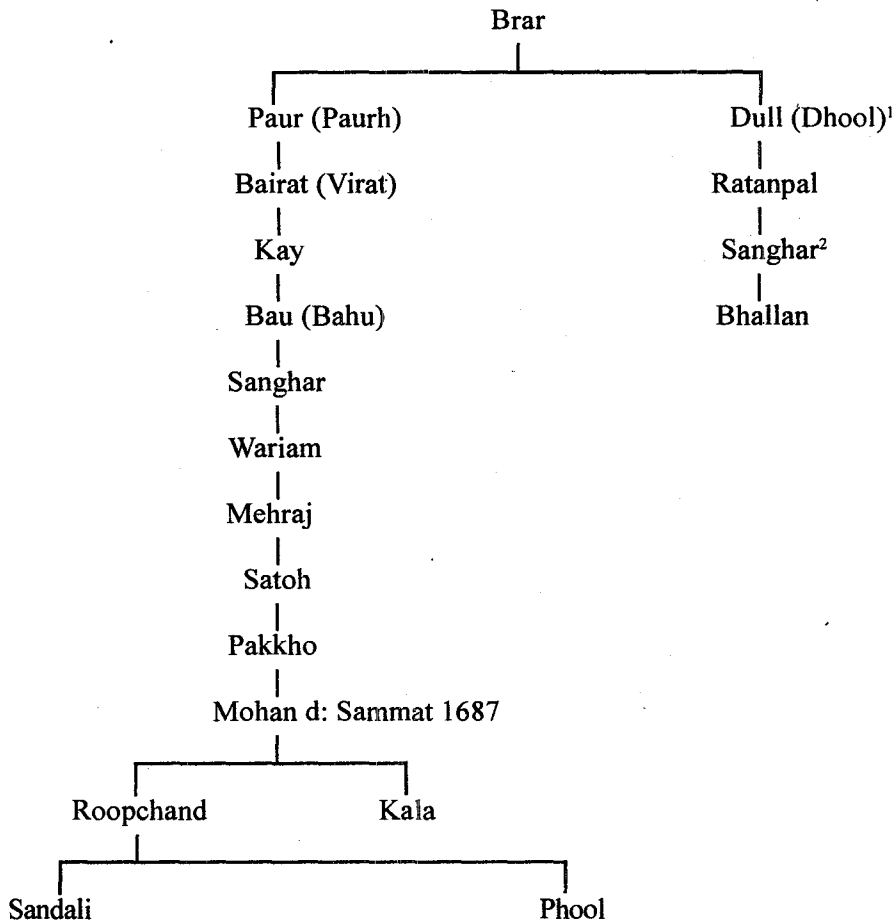 Brar
Paur (Paurh) Dull (Dhool)¹
Bairat (Virat) Ratanpal
Kay Sanghar²
Bau (Bahu) Bhallan
Sanghar
Wariam
Mehraj
Satoh
Pakkho
Mohan d: Sammat 1687
Roopchand Kala
Sandali Phool